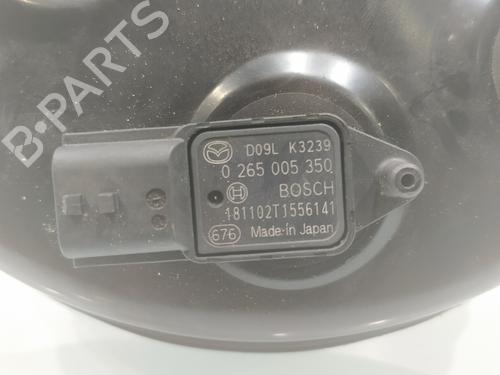 B-PARTS
D09L K3239
0 265 005 350
BOSCH
181102T1556141
676 Made in Japan